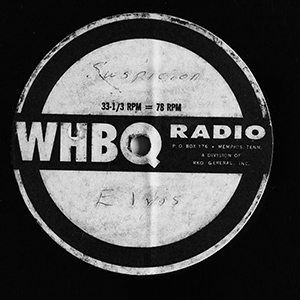 Suspicion
33-1/3 RPM = 78 RPM
WHBQ RADIO
P. O. BOX 176 • MEMPHIS, TENN.
A DIVISION OF
RKO GENERAL, INC.
Elvis